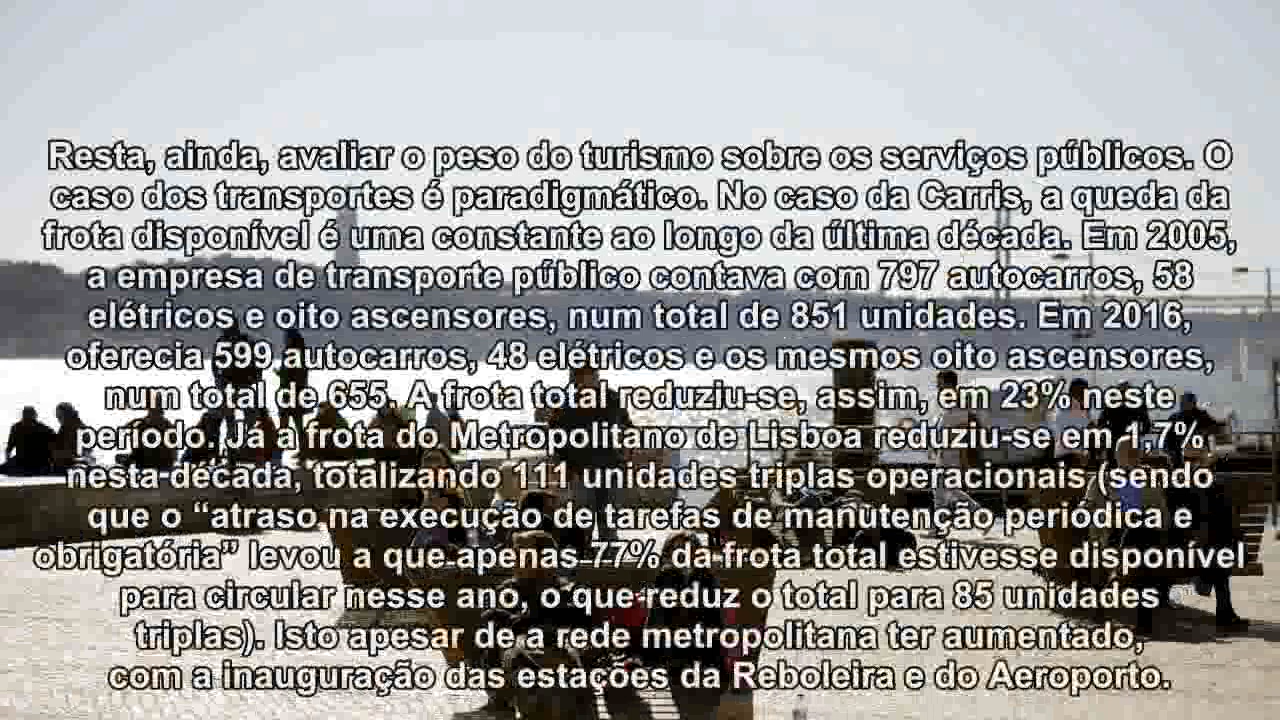 Resta, ainda, avaliar o peso do turismo sobre os serviços públicos. O
caso dos transportes é paradigmático. No caso da Carris, a queda da
frota disponível é uma constante ao longo da última década. Em 2005,
a empresa de transporte público contava com 797 autocarros, 58
elétricos e oito ascensores, num total de 851 unidades. Em 2016,
oferecia 599 autocarros, 48 elétricos e os mesmos oito ascensores,
num total de 655. A frota total reduziu-se, assim, em 23% neste
período. Já a frota do Metropolitano de Lisboa reduziu-se em 1,7%
nesta década, totalizando 111 unidades triplas operacionais (sendo
que o “atraso na execução de tarefas de manutenção periódica e
obrigatória” levou a que apenas 77% da frota total estivesse disponível
para circular nesse ano, o que reduz o total para 85 unidades
triplas). Isto apesar de a rede metropolitana ter aumentado,
com a inauguração das estações da Reboleira e do Aeroporto.